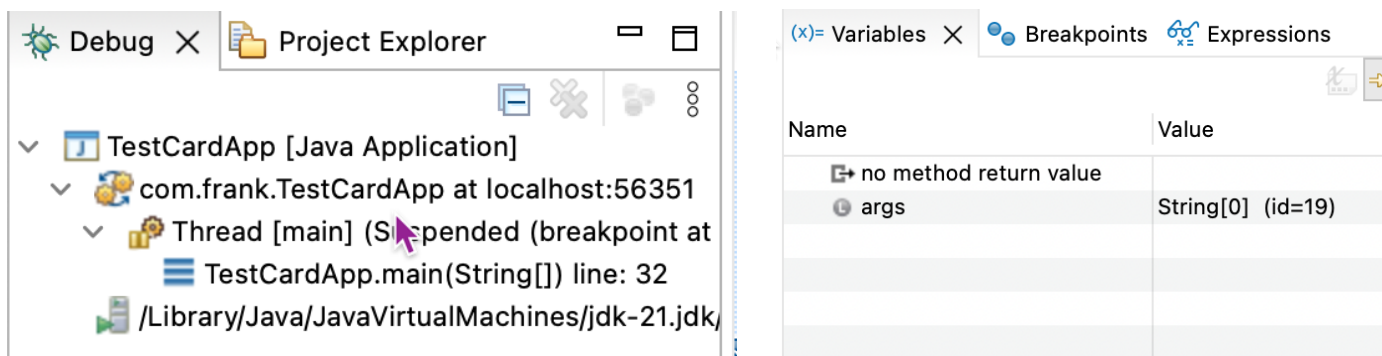 Debug Project Explorer
TestCardApp [Java Application]
com.frank.TestCardApp at localhost:56351
Thread [main] (Suspended (breakpoint at
TestCardApp.main(String[]) line: 32
/Library/Java/JavaVirtualMachines/jdk-21.jdk/
(x)= Variables Breakpoints Expressions
Name Value
no method return value
args String[0] (id=19)